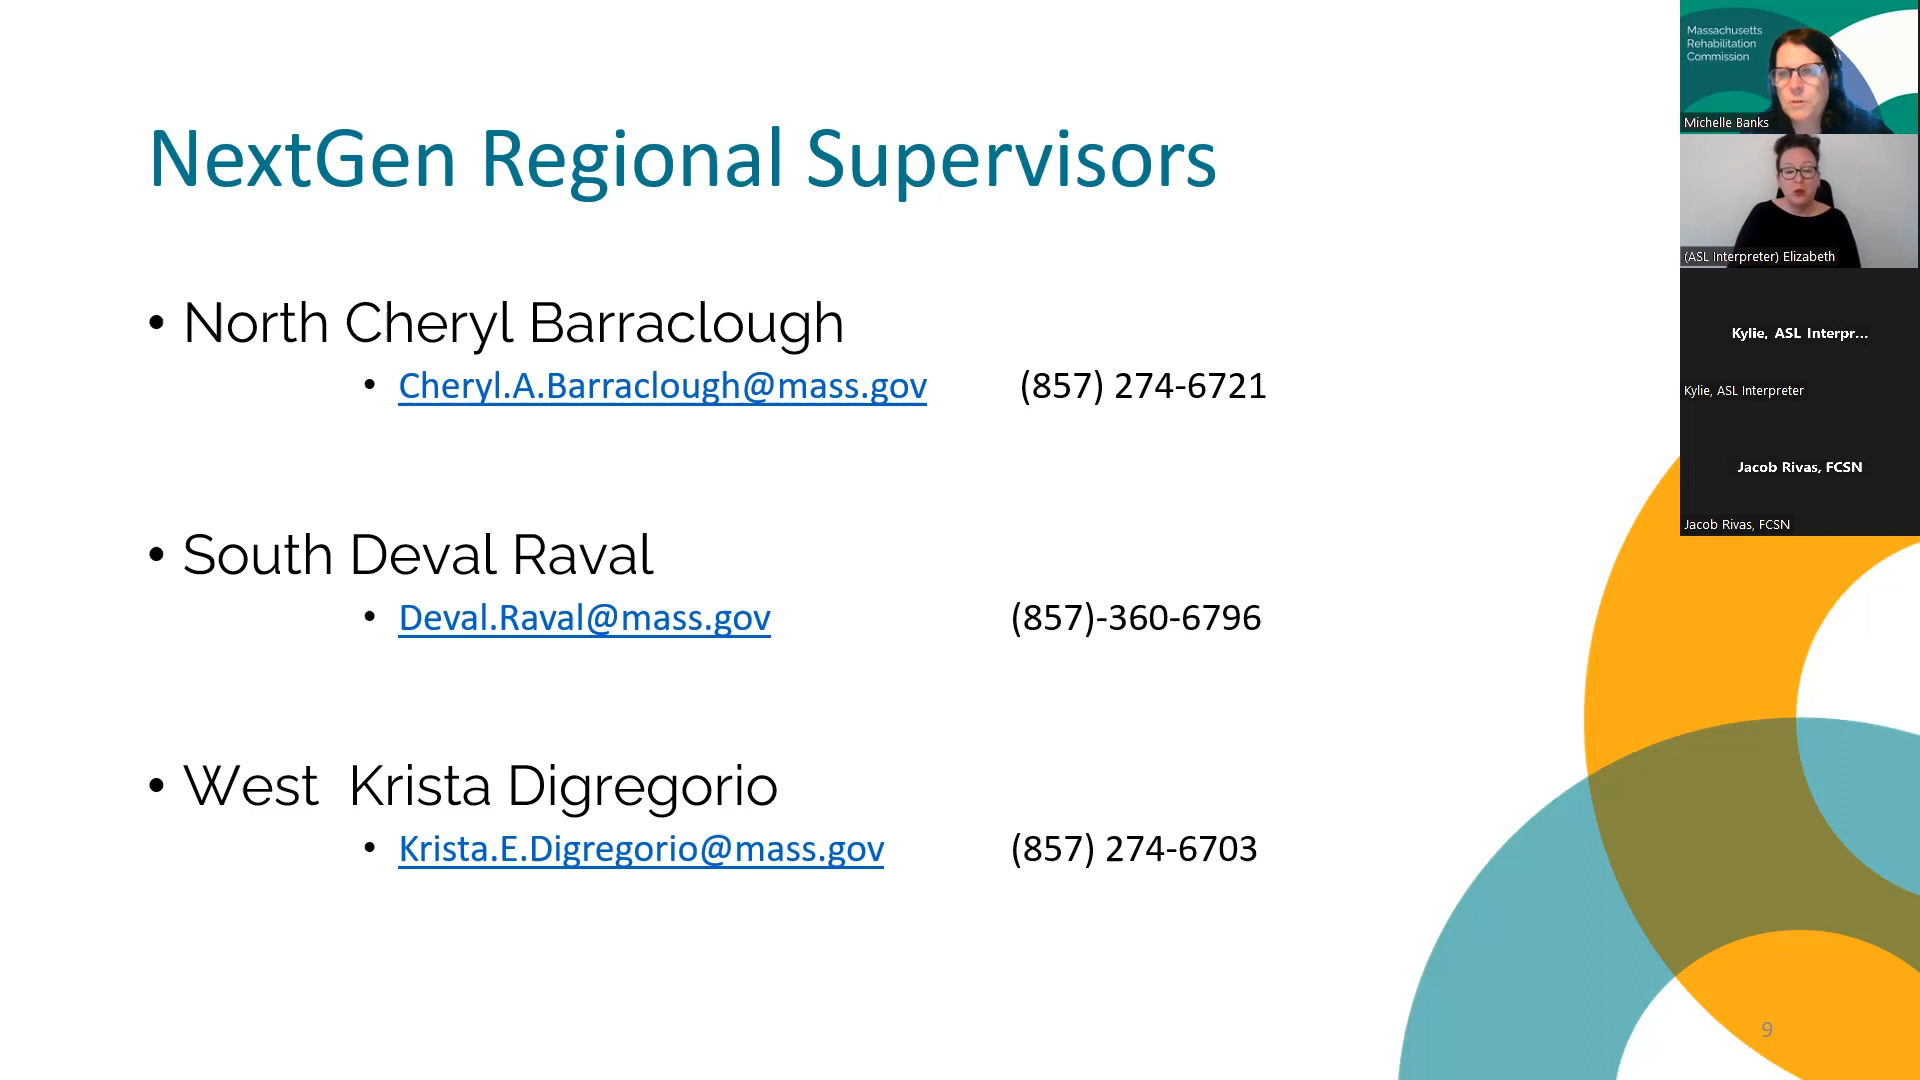 NextGen Regional Supervisors
• North Cheryl Barraclough
• Cheryl.A.Barraclough@mass.gov (857) 274-6721
• South Deval Raval
• Deval.Raval@mass.gov (857)-360-6796
• West  Krista Digregorio
• Krista.E.Digregorio@mass.gov (857) 274-6703
9
Massachusetts
Rehabilitation
Commission
Michelle Banks
(ASL Interpreter) Elizabeth
Kylie, ASL Interpr...
Kylie, ASL Interpreter
Jacob Rivas, FCSN
Jacob Rivas, FCSN